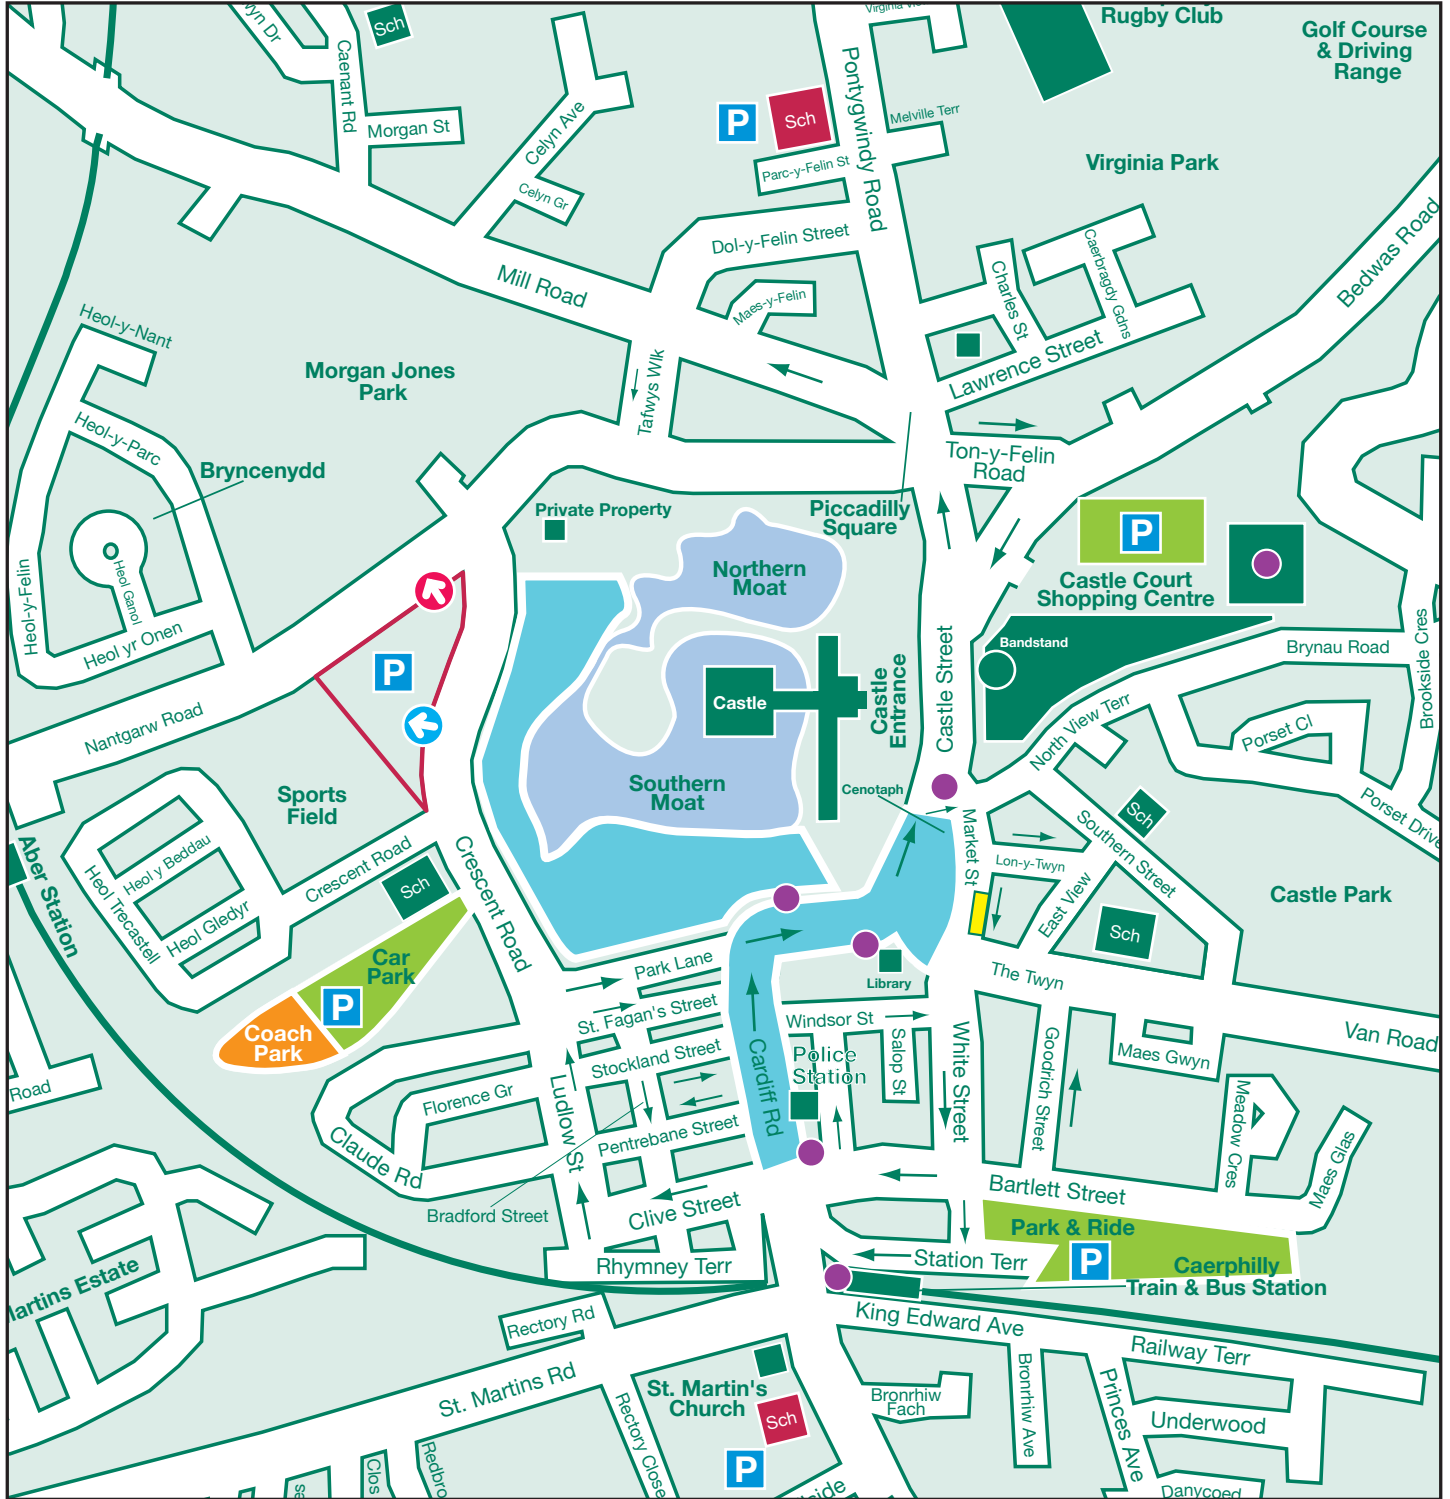 Sch
Caenant Rd
Morgan St
Celyn Ave
Celyn Gr
Pontygwindy Road
P
Sch
Parc-y-Felin St
Melville Terr
Rugby Club
Golf Course
& Driving
Range
Virginia Park
Dol-y-Felin Street
Mill Road
Maes-y-Felin
Charles St
Caerbragdy Gdns
Lawrence Street
Bedwas Road
Heol-y-Nant
Morgan Jones
Park
Tafwys Wlk
Heol-y-Parc
Bryncenydd
Ton-y-Felin
Road
Piccadilly
Square
Private Property
Northern
Moat
P
Castle Court
Shopping Centre
Heol-y-Felin
Heol Ganol
Heol yr Onen
P
Bandstand
Brynau Road
Brookside Cres
Castle
Castle
Entrance
Castle Street
North View Terr
Porset Cl
Nantgarw Road
Southern
Moat
Cenotaph
Porset Drive
Sports
Field
Market St
Sch
Southern Street
Lon-y-Twyn
East View
Castle Park
Aber Station
Heol y Beddau
Heol Trecastell
Heol Gledyr
Crescent Road
Sch
Crescent Road
Sch
Car
Park
P
Coach
Park
Park Lane
Library
The Twyn
St. Fagan's Street
Windsor St
Van Road
Stockland Street
Police
Station
Salop St
White Street
Goodrich Street
Maes Gwyn
Road
Florence Gr
Ludlow St
Cardiff Rd
Meadow Cres
Maes Glas
Claude Rd
Pentrebane Street
Bradford Street
Clive Street
Bartlett Street
Park & Ride
P
Rhymney Terr
Station Terr
Caerphilly
Train & Bus Station
Rectory Rd
King Edward Ave
Railway Terr
St. Martins Rd
St. Martin's
Church
Sch
P
Rectory Close
Bronrhiw
Fach
Bronrhiw Ave
Princes Ave
Underwood
Danycoed
Clos